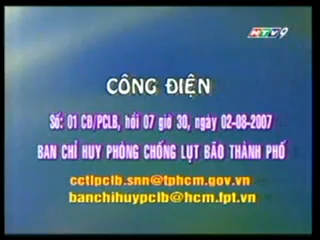 HTV9
CÔNG ĐIỆN
Số: 01 CĐ/PCLB, hồi 07 giờ 30, ngày 02-08-2007
BAN CHỈ HUY PHÒNG CHỐNG LỤT BÃO THÀNH PHỐ
cctlpclb.snn@tphcm.gov.vn
banchihuypclb@hcm.fpt.vn